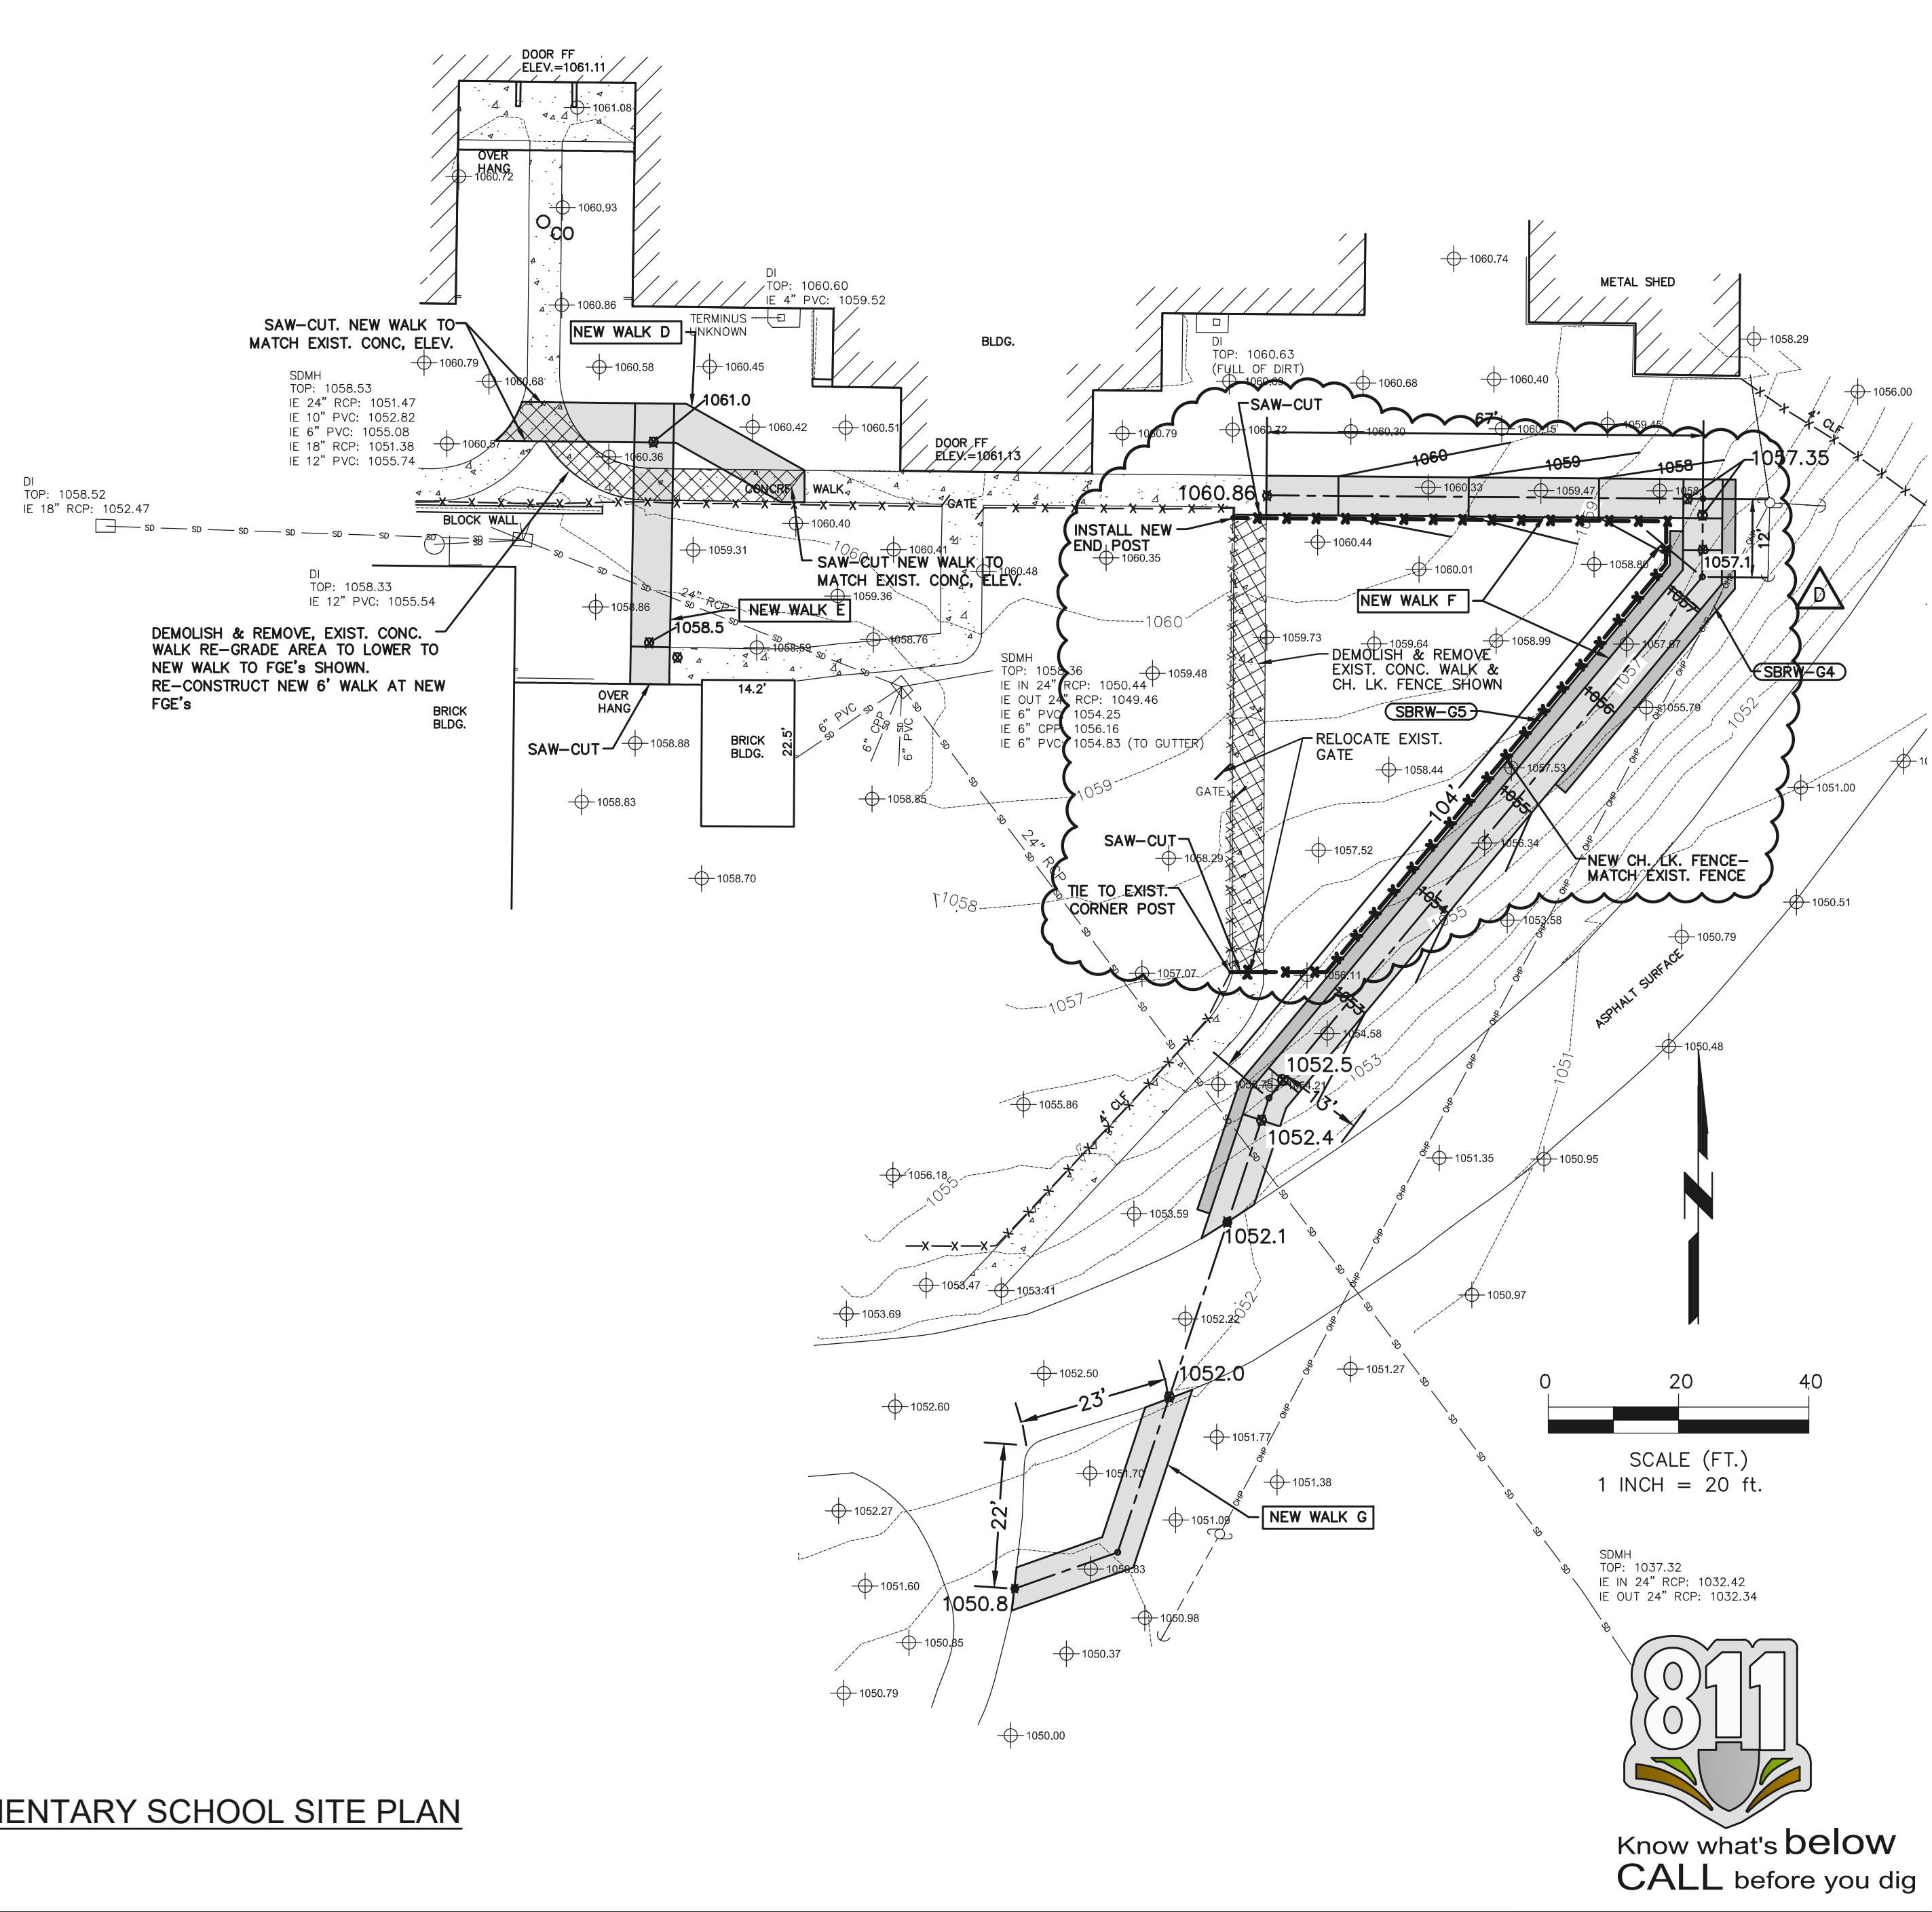 DOOR FF
ELEV.=1061.11
1061.08
OVER
HANG
1060.72
1060.93
CO
1060.86
DI
TOP: 1060.60
IE 4" PVC: 1059.52
TERMINUS
UNKNOWN
NEW WALK D
SAW-CUT. NEW WALK TO
MATCH EXIST. CONC, ELEV.
1060.79
1060.68
1060.58
1060.45
SDMH
TOP: 1058.53
IE 24" RCP: 1051.47
IE 10" PVC: 1052.82
IE 6" PVC: 1055.08
IE 18" RCP: 1051.38
IE 12" PVC: 1055.74
1061.0
1060.57
1060.36
1060.42
1060.51
BLDG.
DOOR FF
ELEV.=1061.13
DI
TOP: 1058.52
IE 18" RCP: 1052.47
WALK
GATE
BLOCK WALL
1060.40
1060
1060.41
1060.48
1059.31
SAW-CUT NEW WALK TO
MATCH EXIST. CONC, ELEV.
DI
TOP: 1058.33
IE 12" PVC: 1055.54
1058.86
24" RCP
1059.36
NEW WALK E
1058.5
1058.59
1058.76
DEMOLISH & REMOVE, EXIST. CONC.
WALK RE-GRADE AREA TO LOWER TO
NEW WALK TO FGE's SHOWN.
RE-CONSTRUCT NEW 6' WALK AT NEW
FGE's
BRICK
BLDG.
OVER
HANG
SAW-CUT
14.2'
22.5'
BRICK
BLDG.
6" PVC
6" CPP
6" PVC
1058.88
1058.83
1058.85
1058.70
SDMH
TOP: 1058.36
IE IN 24" RCP: 1050.44
IE OUT 24" RCP: 1049.46
IE 6" PVC: 1054.25
IE 6" CPP: 1056.16
IE 6" PVC: 1054.83 (TO GUTTER)
24" RCP
1060.74
METAL SHED
1058.29
1056.00
4' CLF
DI
TOP: 1060.63
(FULL OF DIRT)
1060.68
1060.40
SAW-CUT
67'
1060.79
1060.72
1060.30
1060.15
1059.45
1060
1059
1058
1057.35
1060.86
1060.33
1059.47
1059
INSTALL NEW
END POST
1060.35
1060.44
1060.01
1057.1
12'
D
1060
NEW WALK F
1057
1059.73
1059.64
1058.99
1057.67
1057
SBRW-G4
1059.48
DEMOLISH & REMOVE
EXIST. CONC. WALK &
CH. LK. FENCE SHOWN
SBRW-G5
1056
1055.79
1052
RELOCATE EXIST.
GATE
1059
GATE
1058.44
1057.53
1051.00
104'
1055
SAW-CUT
1058.29
1057.52
1056.34
NEW CH. LK. FENCE-
MATCH EXIST. FENCE
1058
TIE TO EXIST.
CORNER POST
1054
1055
1053.58
1050.51
1050.79
ASPHALT SURFACE
1057.07
1057
1056.11
1053
1054.58
1050.48
1052.5
1053
1051
13'
1052.4
1055.86
4' CLF
1051.35
1050.95
1056.18
1055
1053.59
1052.1
1053.47
1053.41
1053.69
1052.22
1052
1050.97
1052.50
1052.0
1051.27
23'
1052.60
1051.77
1051.70
1051.38
22'
1052.27
1051.09
NEW WALK G
1051.60
1050.8
1050.98
1050.85
1050.37
1050.79
1050.00
0 20 40
SCALE (FT.)
1 INCH = 20 ft.
SDMH
TOP: 1037.32
IE IN 24" RCP: 1032.42
IE OUT 24" RCP: 1032.34
811
Know what's below
CALL before you dig
MENTARY SCHOOL SITE PLAN